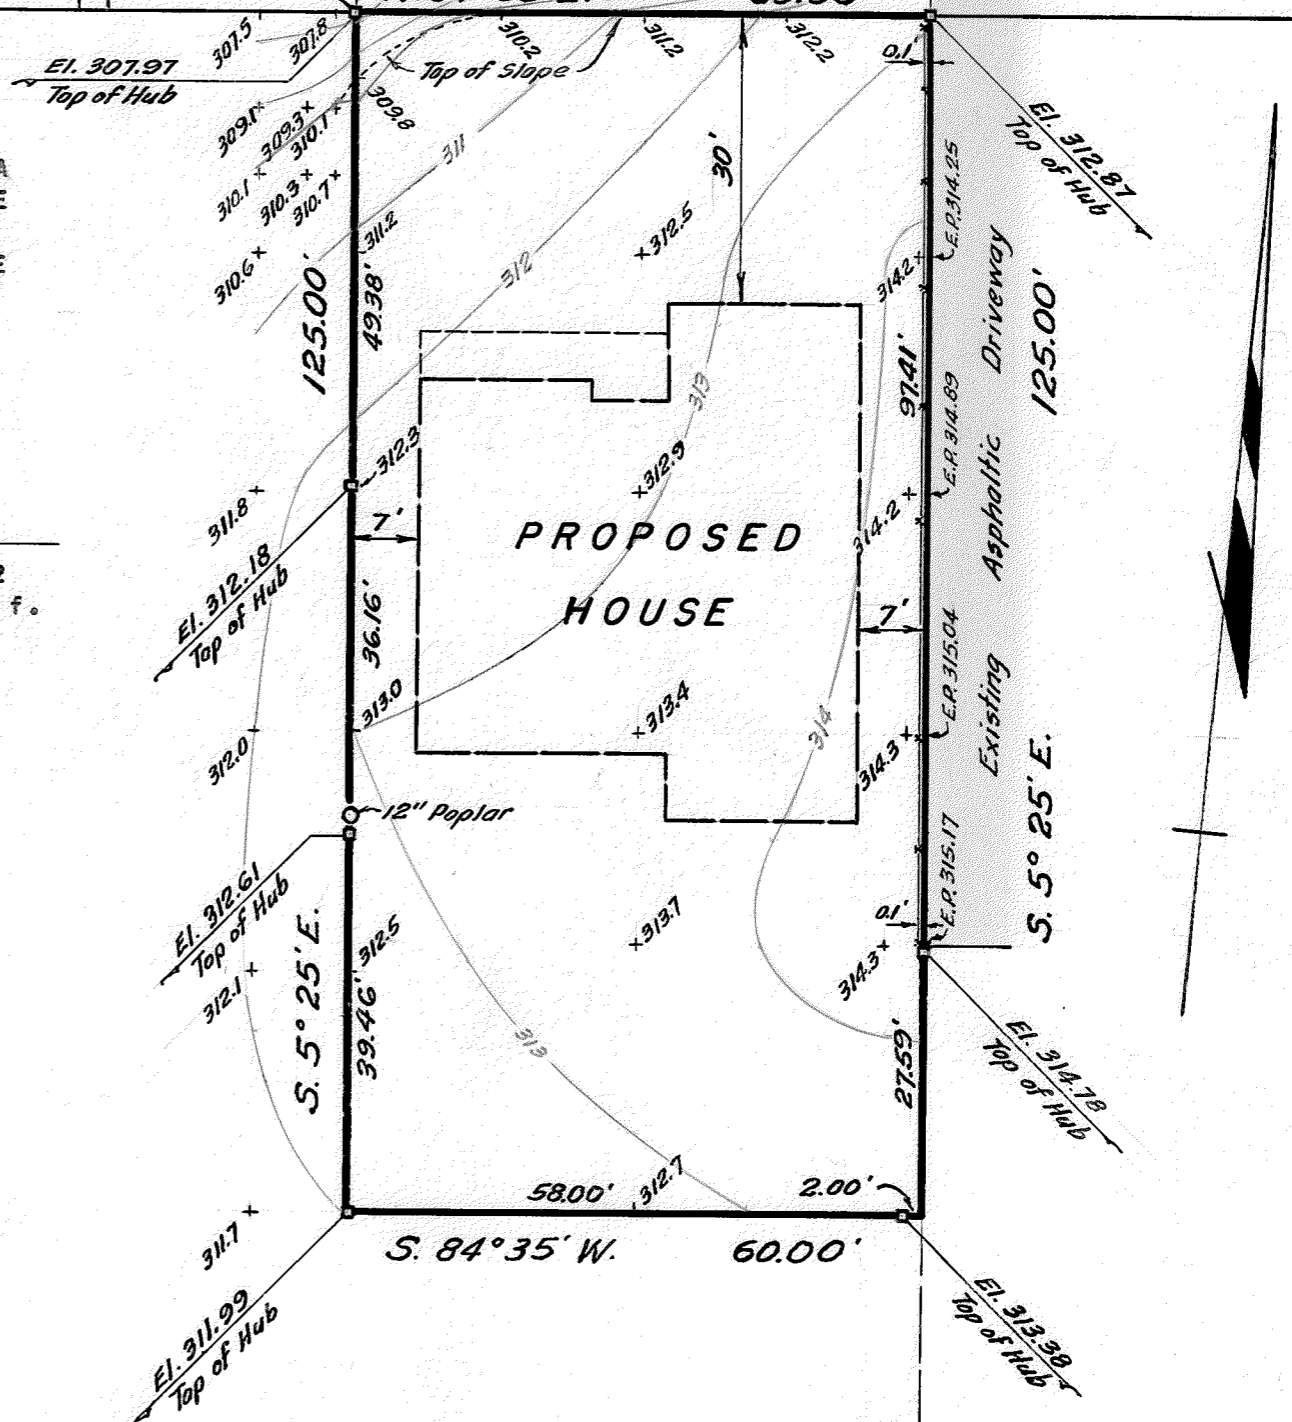 307.5
307.8
310.2
311.2
312.2
0.1'
El. 307.97
Top of Hub
Top of Slope
309.8
309.1
309.3
310.1
311
30'
El. 312.87
Top of Hub
310.1
310.3
310.7
311.2
312.5
E.P. 314.25
310.6
125.00'
49.38'
312
314.2
Driveway
125.00'
313
97.41'
E.P. 314.89
Asphaltic
312.3
312.9
311.8
7'
PROPOSED
314.2
El. 312.18
Top of Hub
f.
HOUSE
36.16'
7'
E.P. 315.04
Existing
313.0
313.4
314
312.0
314.3
12" Poplar
S. 5° 25' E.
El. 312.61
Top of Hub
E.P. 315.17
0.1'
312.5
313.7
314.3
312.1
S. 5° 25' E.
39.46'
313
27.59'
El. 314.78
Top of Hub
58.00'
312.7
2.00'
311.7
S. 84° 35' W.
60.00'
El. 311.99
Top of Hub
El. 313.38
Top of Hub